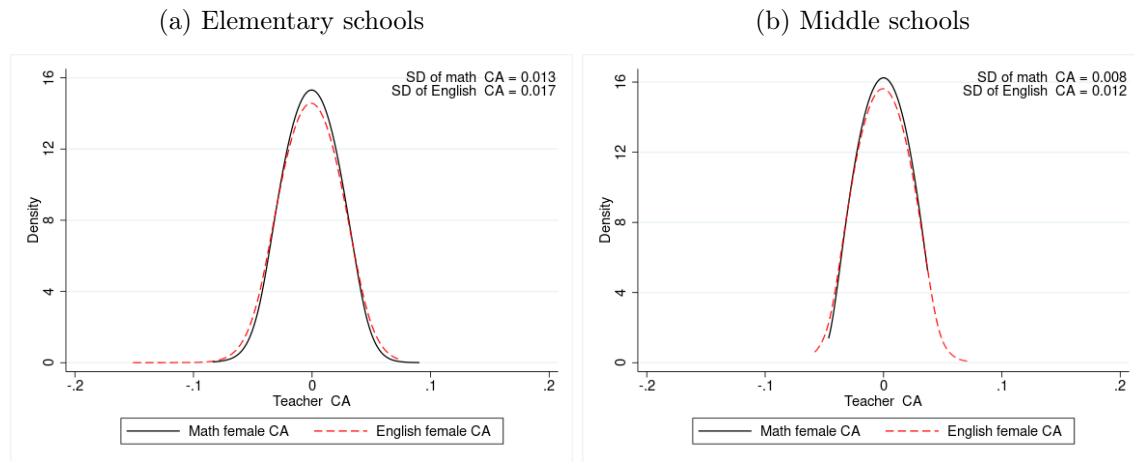 (a) Elementary schools
SD of math CA = 0.013
SD of English CA = 0.017
16
12
8
4
0
Density
-.2
-.1
0
.1
.2
Teacher CA
Math female CA
English female CA
(b) Middle schools
SD of math CA = 0.008
SD of English CA = 0.012
16
12
8
4
0
Density
-.2
-.1
0
.1
.2
Teacher CA
Math female CA
English female CA